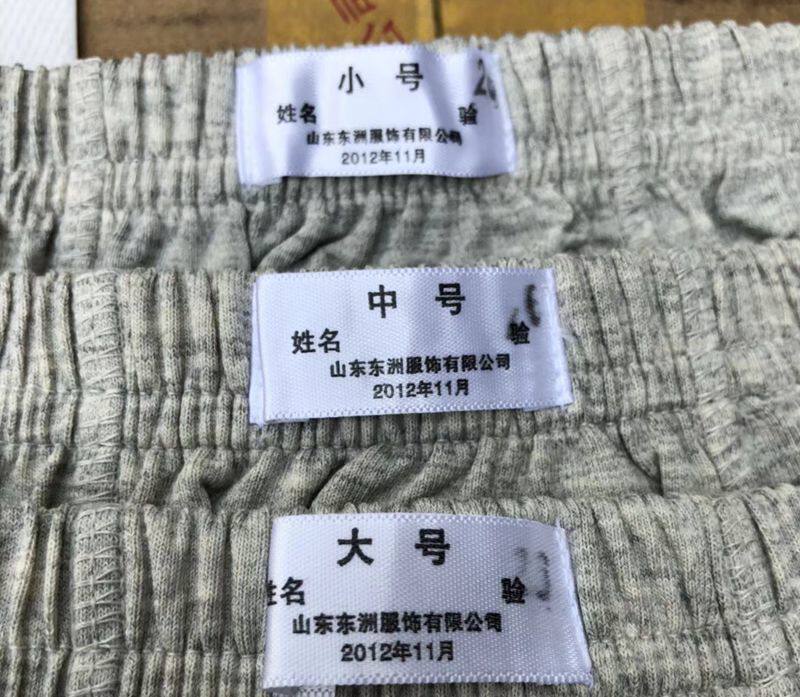 小号
姓名 验
山东东洲服饰有限公司
2012年11月
中号
姓名 验
山东东洲服饰有限公司
2012年11月
大号
姓名 验
山东东洲服饰有限公司
2012年11月